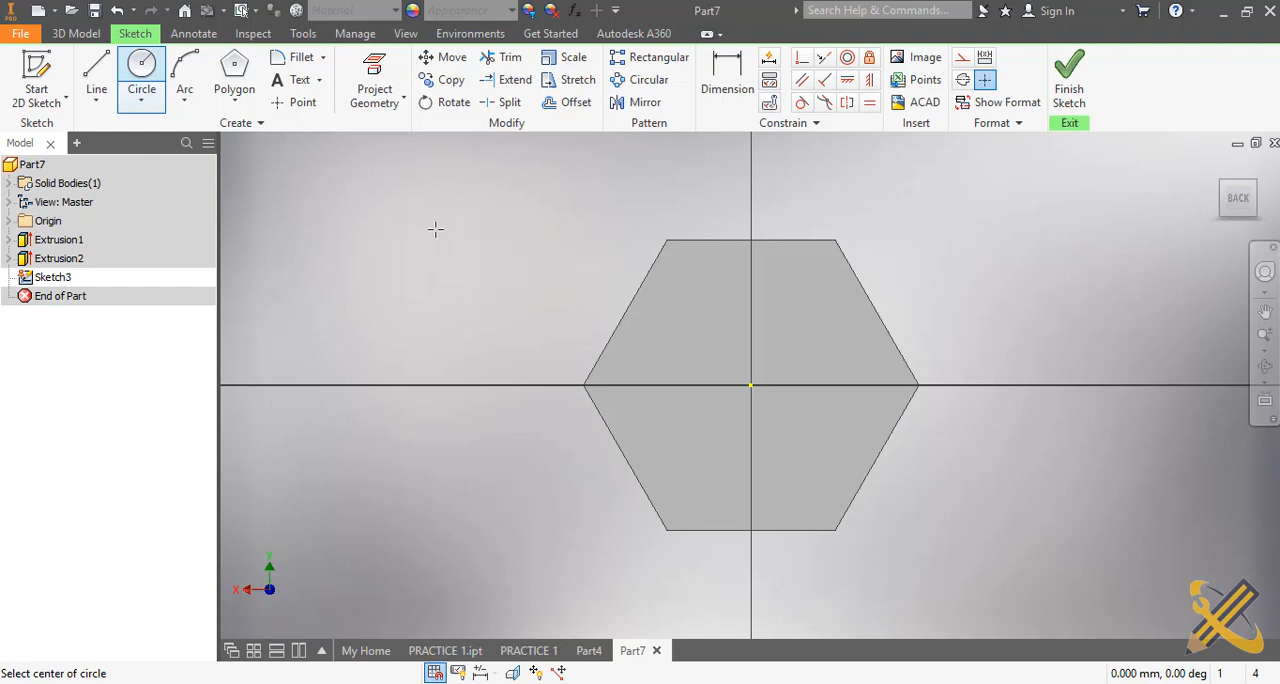 PRO
Material
Appearance
fx
Part7
Search Help & Commands...
Sign In
File
3D Model
Sketch
Annotate
Inspect
Tools
Manage
View
Environments
Get Started
Autodesk A360
Start
2D Sketch
Line
Circle
Arc
Polygon
Fillet
Text
Point
Project
Geometry
Move
Copy
Rotate
Trim
Extend
Split
Scale
Stretch
Offset
Rectangular
Circular
Mirror
Dimension
Image
Points
ACAD
Show Format
Finish
Sketch
Sketch
Create
Modify
Pattern
Constrain
Insert
Format
Exit
Model
Part7
Solid Bodies(1)
View: Master
Origin
Extrusion1
Extrusion2
Sketch3
End of Part
BACK
Y
X
My Home
PRACTICE 1.ipt
PRACTICE 1
Part4
Part7
Select center of circle
0.000 mm, 0.00 deg 1 4